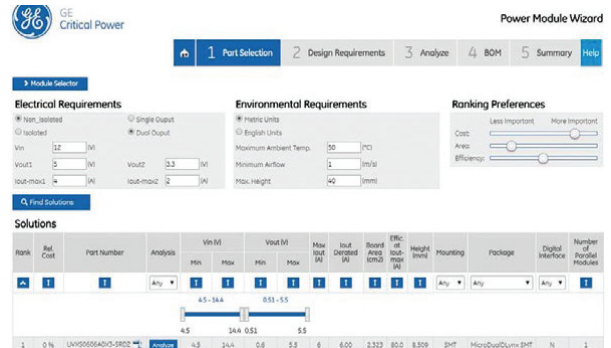 GE
Critical Power
Power Module Wizard
1 Part Selection
2 Design Requirements
3 Analyze
4 BOM
5 Summary
Help
Module Selector
Electrical Requirements
Environmental Requirements
Ranking Preferences
Non_Isolated
Single Ouput
Metric Units
Less Important
More Important
Isolated
Dual Ouput
English Units
Cost:
Vin
12
(V)
Maximum Ambient Temp.
50
(°C)
Area:
Vout1
5
(V)
Vout2
3.3
(V)
Minimum Airflow
1
(m/s)
Efficiency:
Iout-max1
4
(A)
Iout-max2
2
(A)
Max. Height
40
(mm)
Find Solutions
Solutions
Rank
Rel. Cost
Part Number
Analysis
Vin (V)
Min
Max
Vout (V)
Min
Max
Max Iout (A)
Iout Derated (A)
Board Area (cm2)
Effic. at Iout-max (A)
Height (mm)
Mounting
Package
Digital Interface
Number of Parallel Modules
Any
Any
Any
Any
4.5 - 14.4
0.51 - 5.5
4.5
14.4
0.51
5.5
1
0 %
UVXS0606A0X3-SRDZ
Analyze
4.5
14.4
0.6
5.5
6
6.00
2.323
80.0
8.509
SMT
MicroDualDLynx SMT
N
1